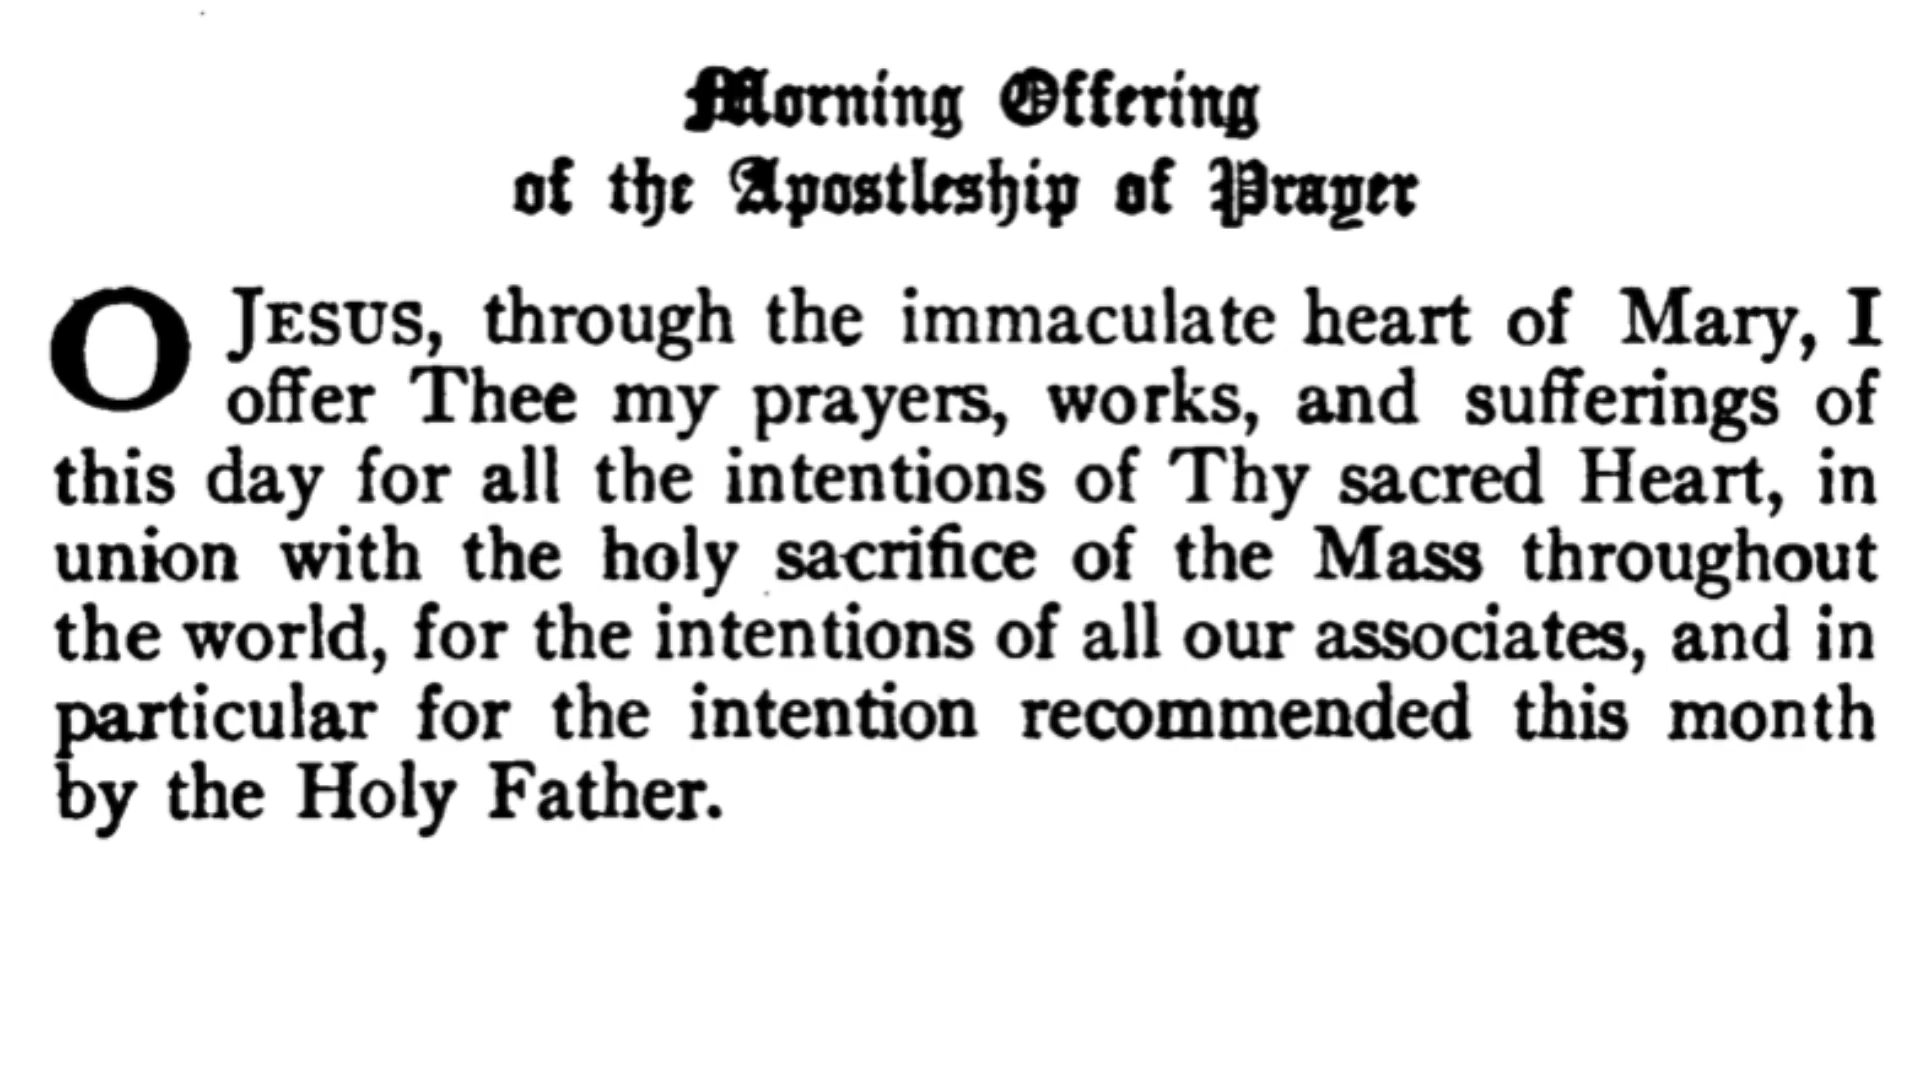 Morning Offering
of the Apostleship of Prayer
O JESUS, through the immaculate heart of Mary, I
offer Thee my prayers, works, and sufferings of
this day for all the intentions of Thy sacred Heart, in
union with the holy sacrifice of the Mass throughout
the world, for the intentions of all our associates, and in
particular for the intention recommended this month
by the Holy Father.